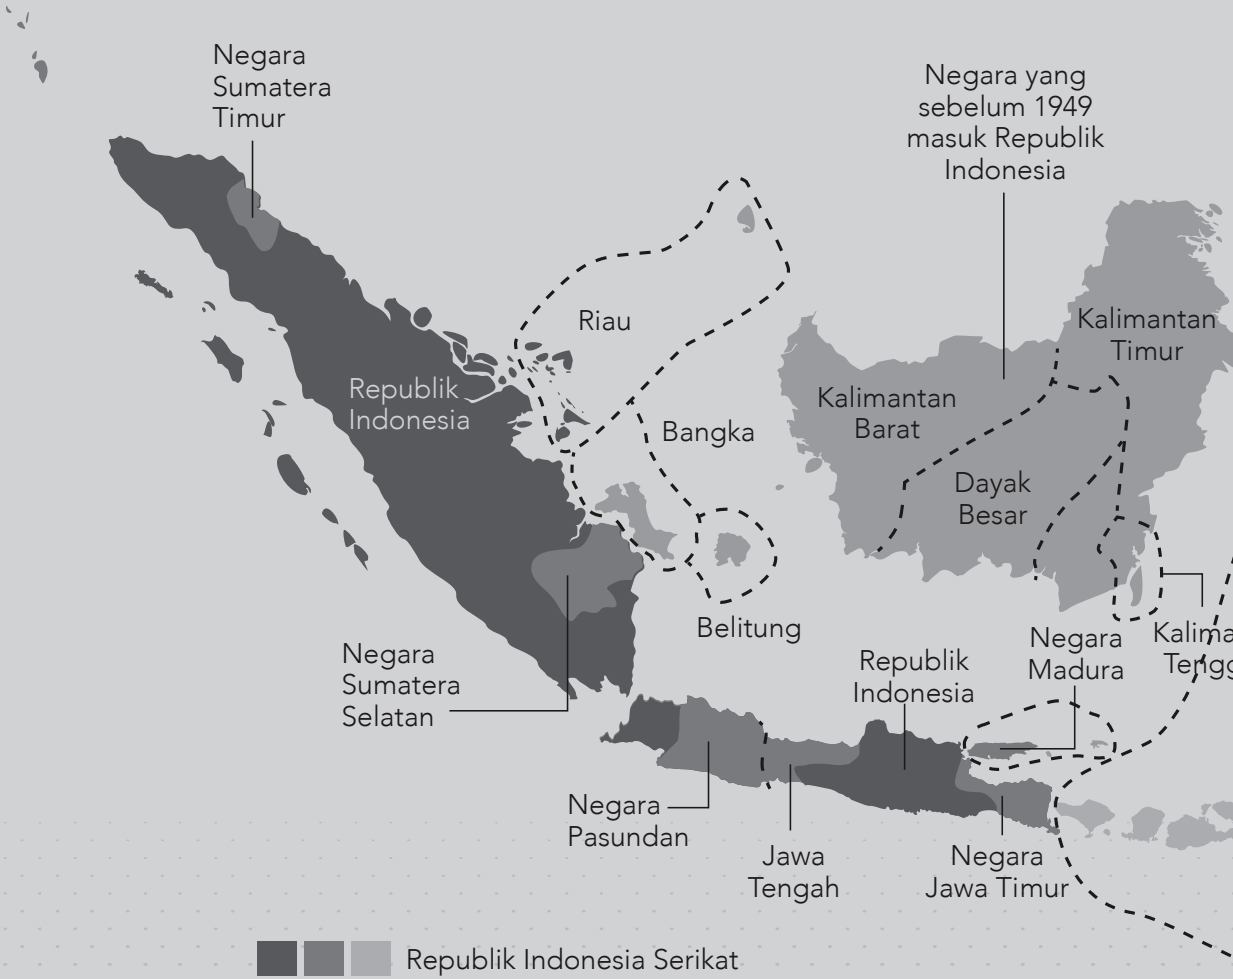 Negara
Sumatera
Timur
Negara yang
sebelum 1949
masuk Republik
Indonesia
Riau
Kalimantan
Timur
Republik
Indonesia
Kalimantan
Barat
Bangka
Dayak
Besar
Belitung
Negara
Madura
Kalima
Tengg
Negara
Sumatera
Selatan
Republik
Indonesia
Negara
Pasundan
Jawa
Tengah
Negara
Jawa Timur
Republik Indonesia Serikat